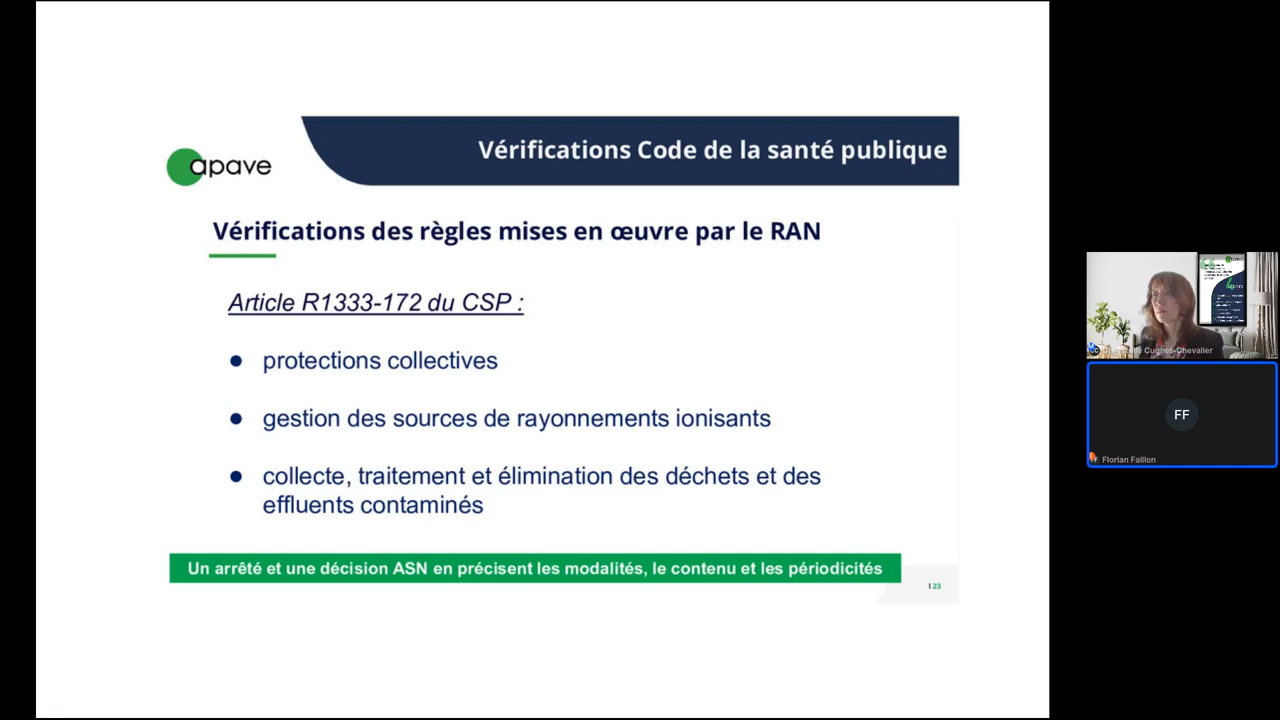 apave
Vérifications Code de la santé publique
Vérifications des règles mises en œuvre par le RAN
Article R1333-172 du CSP :
● protections collectives
● gestion des sources de rayonnements ionisants
● collecte, traitement et élimination des déchets et des
effluents contaminés
Un arrêté et une décision ASN en précisent les modalités, le contenu et les périodicités
I 23
Cugnet-Chevalier
FF
Florian Faillon